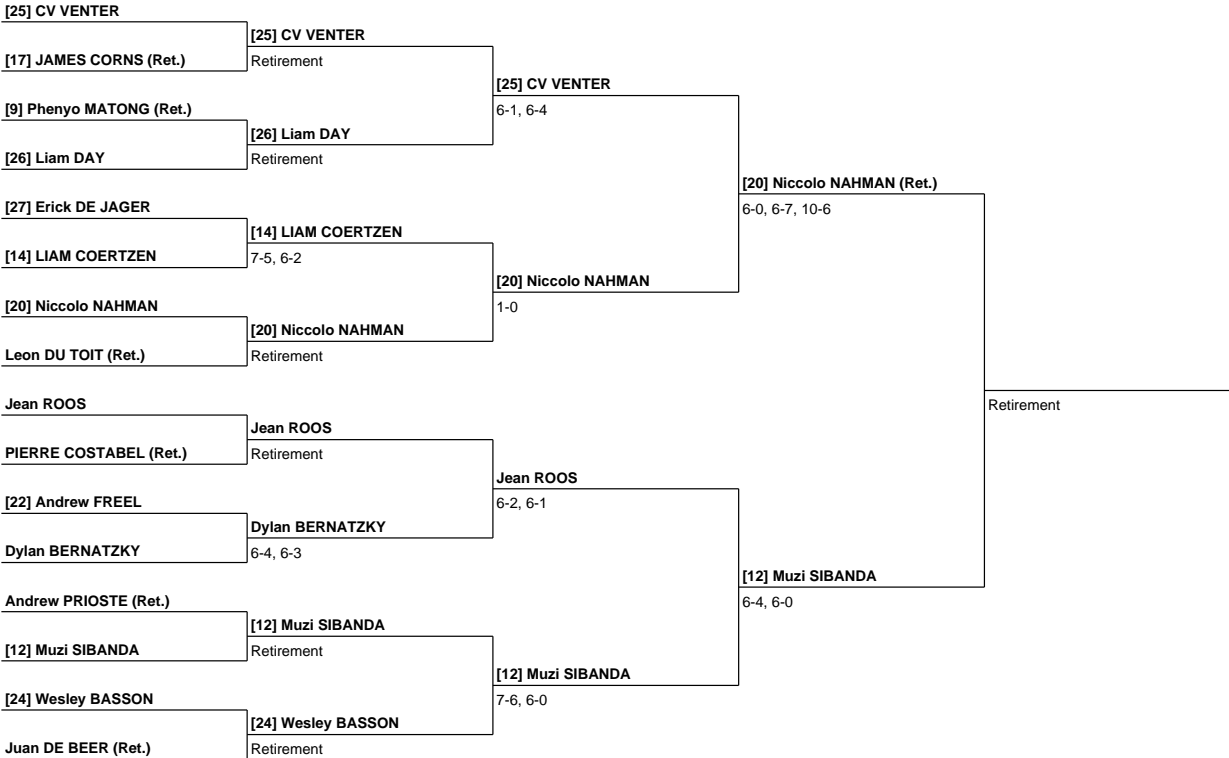 [25] CV VENTER
[25] CV VENTER
[17] JAMES CORNS (Ret.)
Retirement
[25] CV VENTER
[9] Phenyo MATONG (Ret.)
6-1, 6-4
[26] Liam DAY
[26] Liam DAY
Retirement
[20] Niccolo NAHMAN (Ret.)
[27] Erick DE JAGER
6-0, 6-7, 10-6
[14] LIAM COERTZEN
[14] LIAM COERTZEN
7-5, 6-2
[20] Niccolo NAHMAN
[20] Niccolo NAHMAN
1-0
[20] Niccolo NAHMAN
Leon DU TOIT (Ret.)
Retirement
Jean ROOS
Retirement
Jean ROOS
PIERRE COSTABEL (Ret.)
Retirement
Jean ROOS
[22] Andrew FREEL
6-2, 6-1
Dylan BERNATZKY
Dylan BERNATZKY
6-4, 6-3
[12] Muzi SIBANDA
Andrew PRIOSTE (Ret.)
6-4, 6-0
[12] Muzi SIBANDA
[12] Muzi SIBANDA
Retirement
[12] Muzi SIBANDA
[24] Wesley BASSON
7-6, 6-0
[24] Wesley BASSON
Juan DE BEER (Ret.)
Retirement